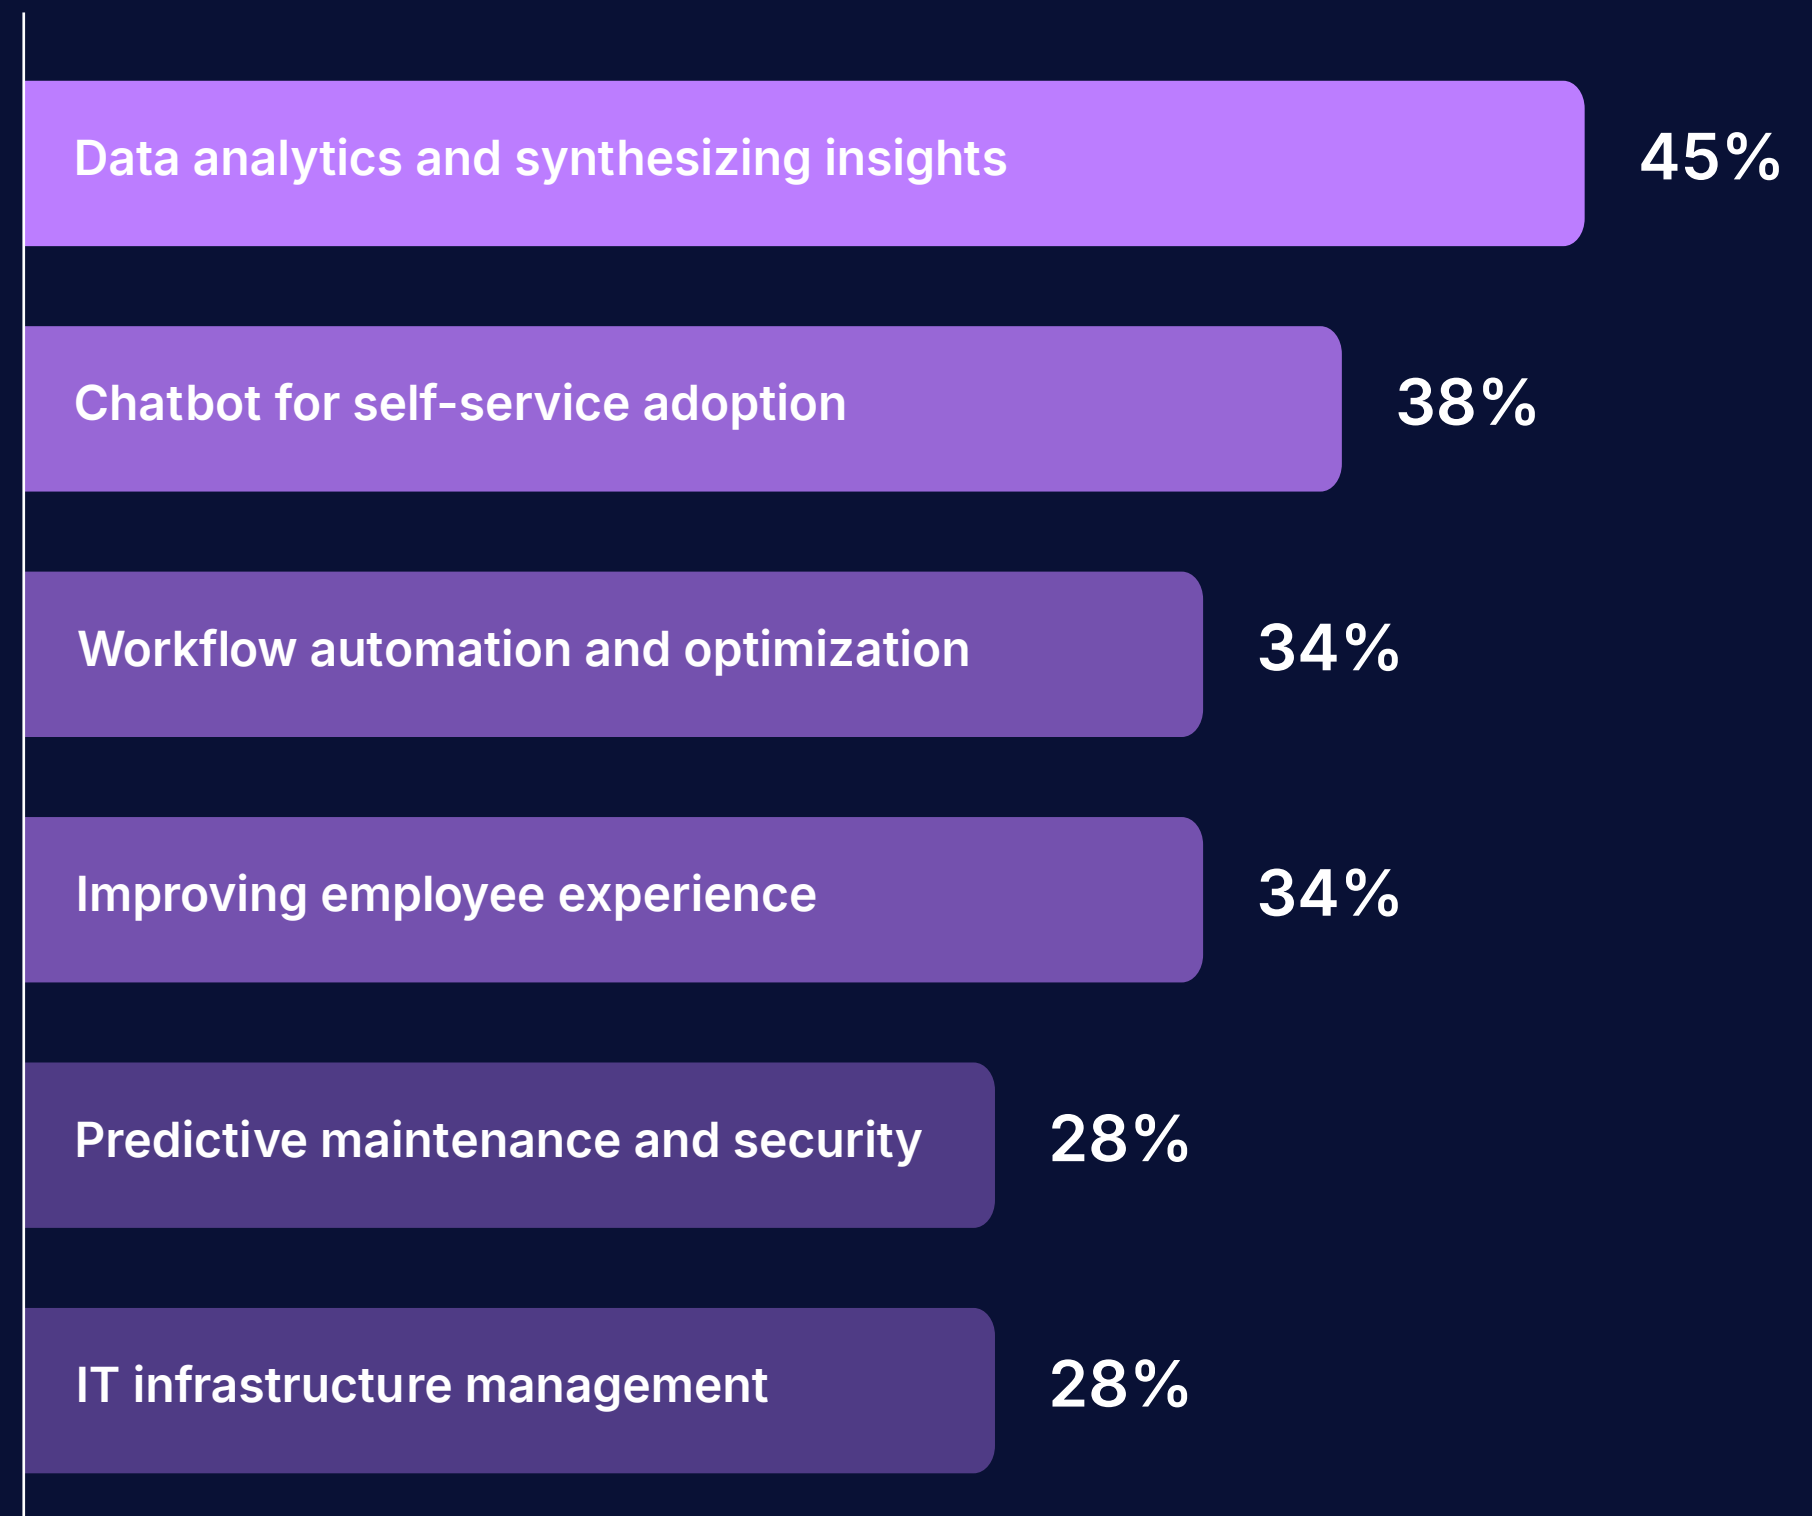 Data analytics and synthesizing insights 45%
Chatbot for self-service adoption 38%
Workflow automation and optimization 34%
Improving employee experience 34%
Predictive maintenance and security 28%
IT infrastructure management 28%